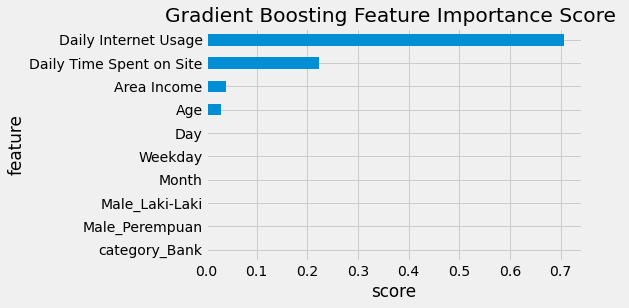 Gradient Boosting Feature Importance Score
Daily Internet Usage
Daily Time Spent on Site
Area Income
Age
Day
Weekday
Month
Male_Laki-Laki
Male_Perempuan
category_Bank
feature
0.0 0.1 0.2 0.3 0.4 0.5 0.6 0.7
score